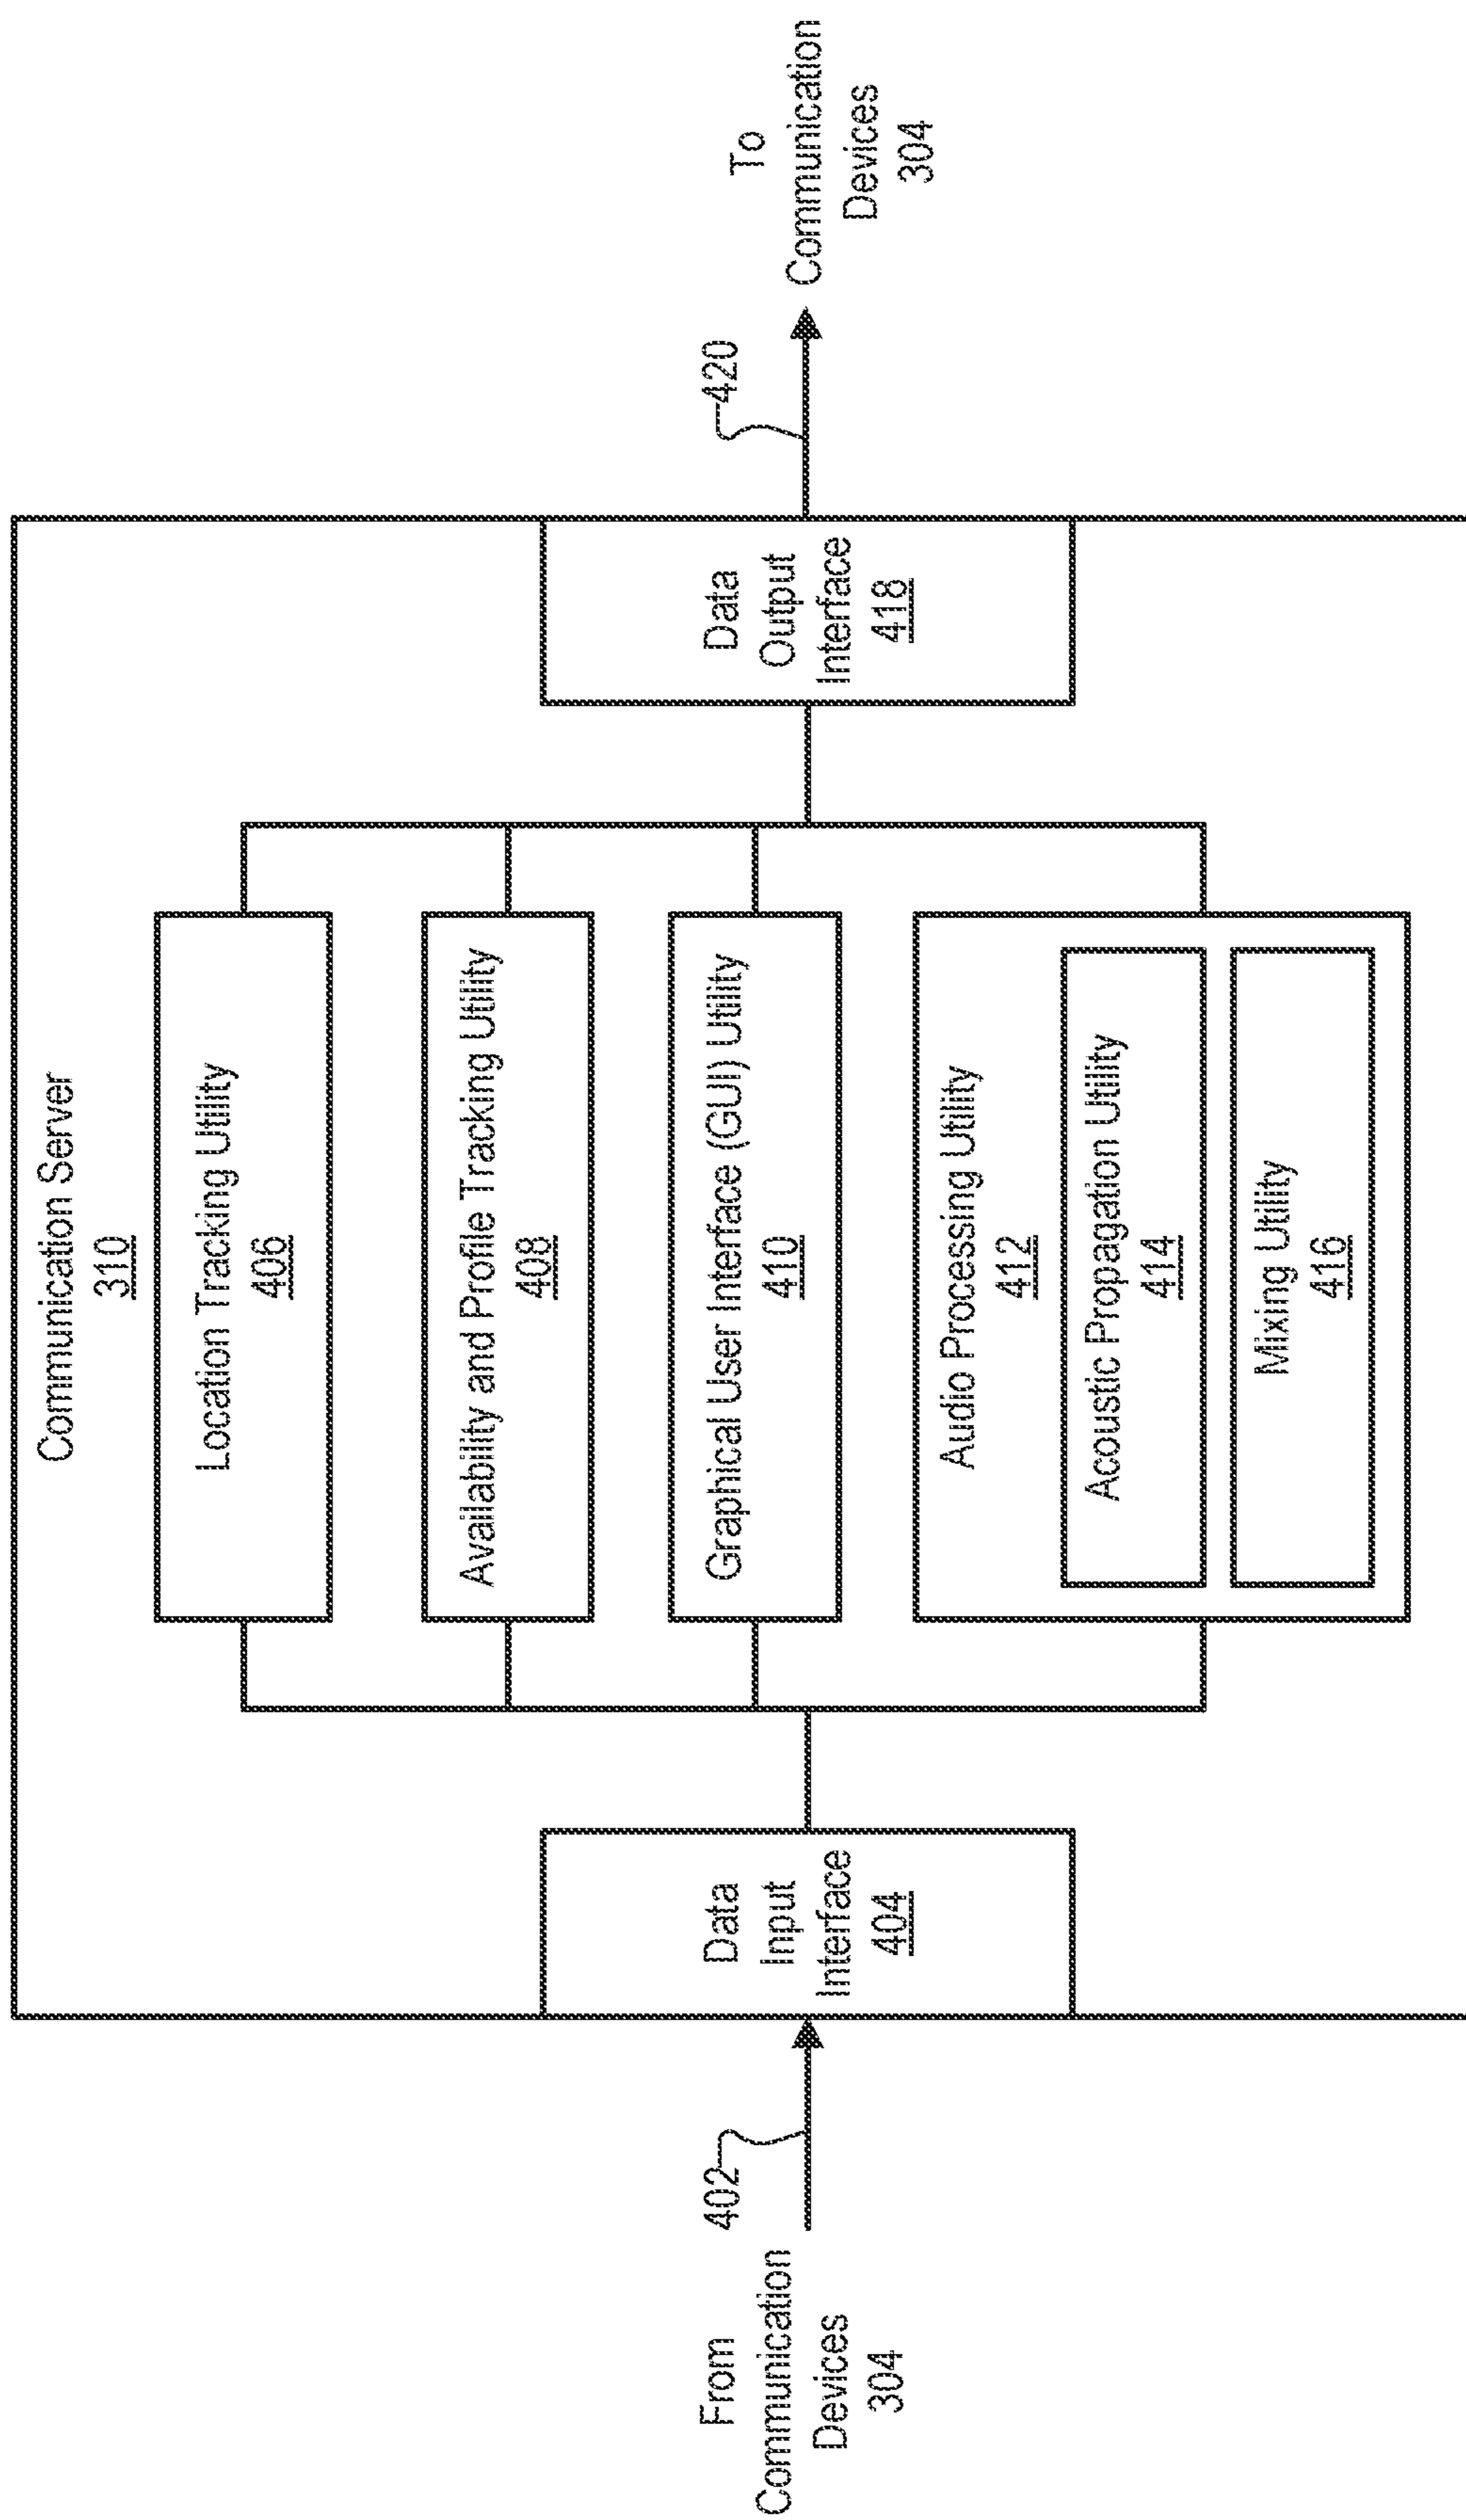 Communication Server
310
From
Communication
Devices
304
402
Data
Input
Interface
404
Location Tracking Utility
406
Availability and Profile Tracking Utility
408
Graphical User Interface (GUI) Utility
410
Audio Processing Utility
412
Acoustic Propagation Utility
414
Mixing Utility
416
Data
Output
Interface
418
420
To
Communication
Devices
304